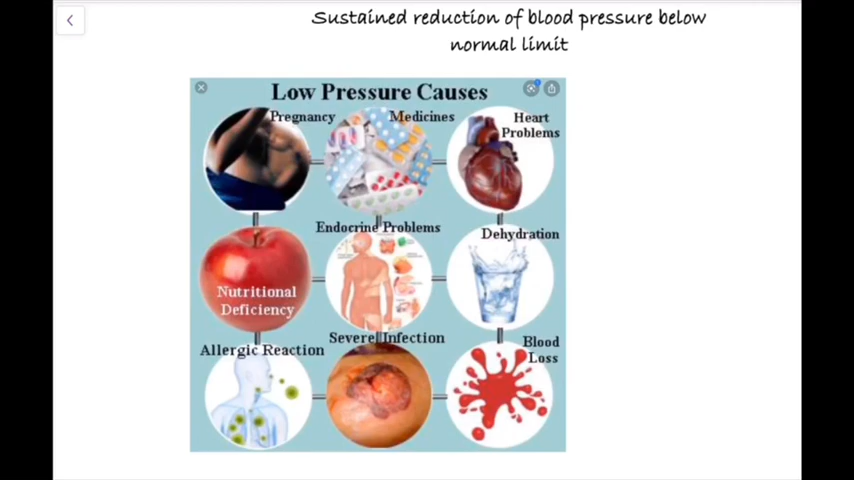 Sustained reduction of blood pressure below
normal limit
Low Pressure Causes
Pregnancy
Medicines
Heart
Problems
Nutritional
Deficiency
Endocrine Problems
Dehydration
Allergic Reaction
Severe Infection
Blood
Loss